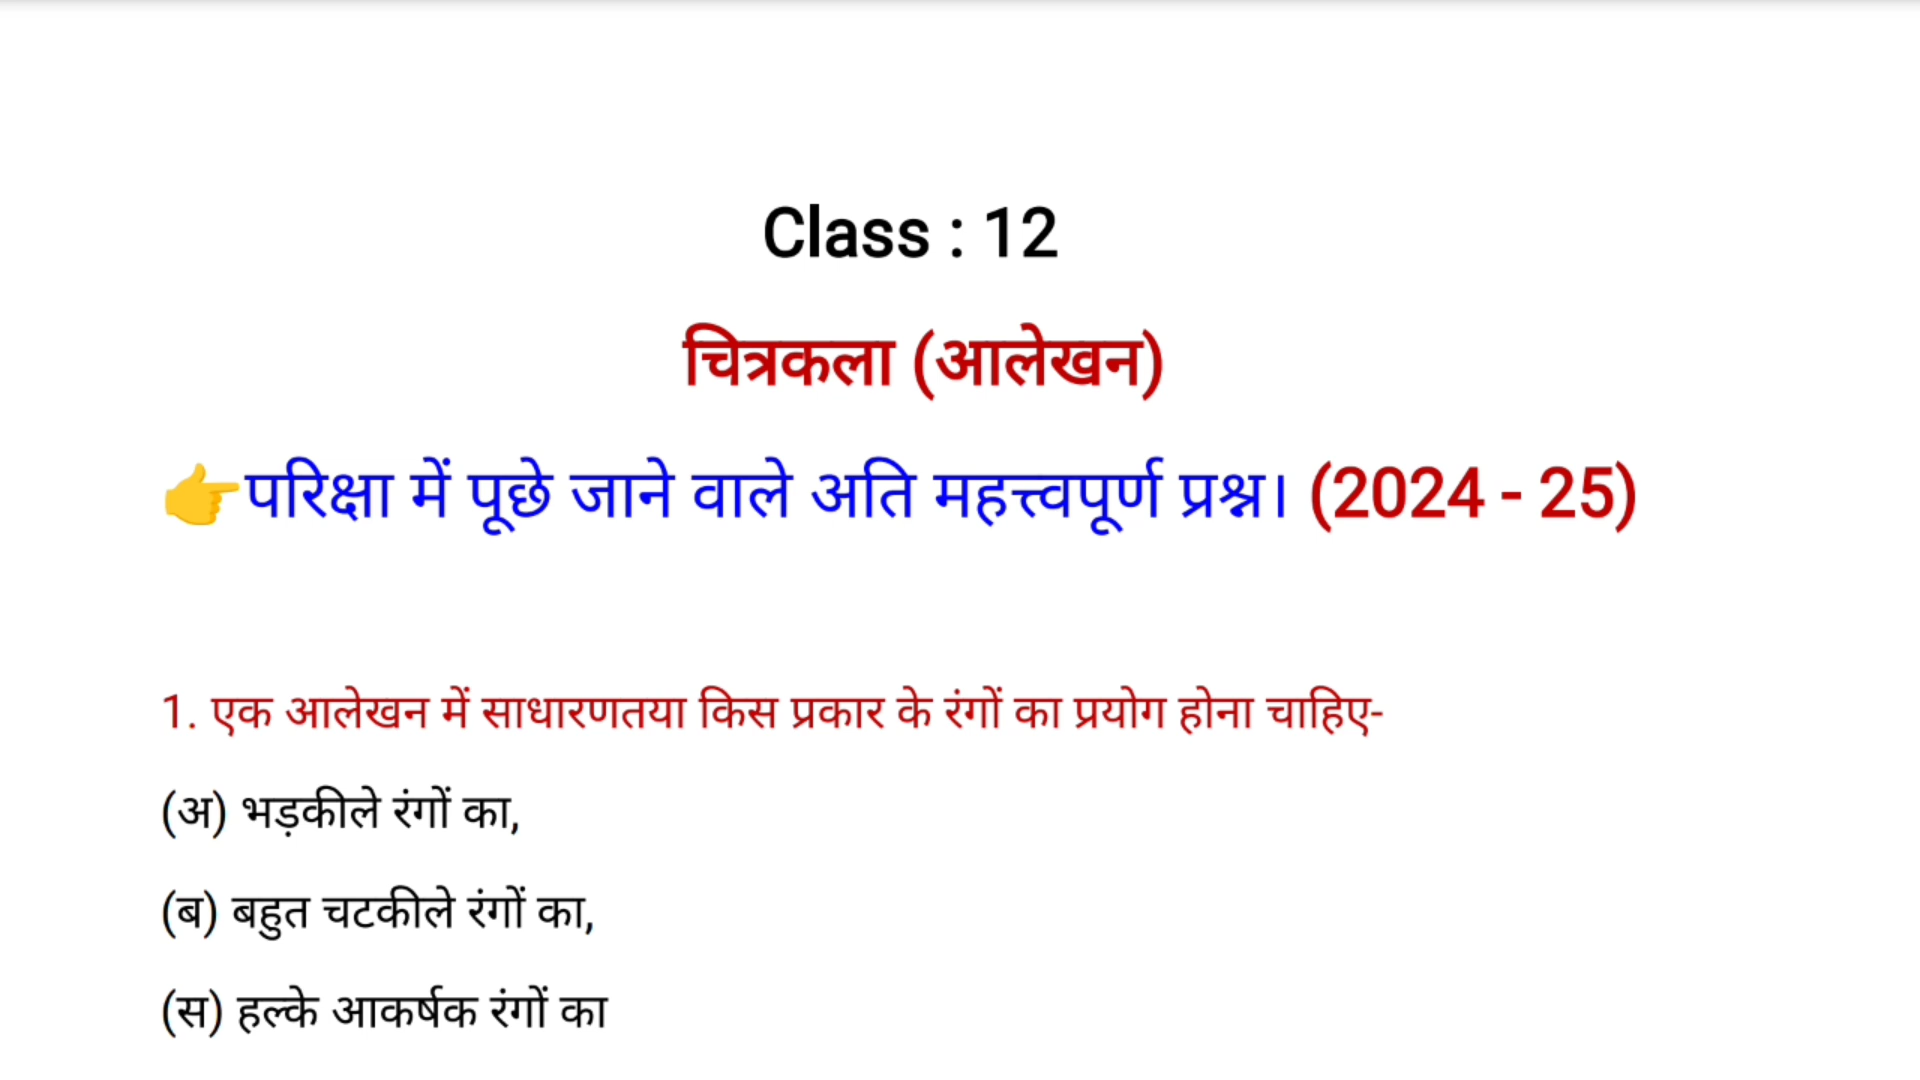 Class : 12
चित्रकला (आलेखन)
👉परिक्षा में पूछे जाने वाले अति महत्त्वपूर्ण प्रश्न। (2024 - 25)
1. एक आलेखन में साधारणतया किस प्रकार के रंगों का प्रयोग होना चाहिए-
(अ) भड़कीले रंगों का,
(ब) बहुत चटकीले रंगों का,
(स) हल्के आकर्षक रंगों का